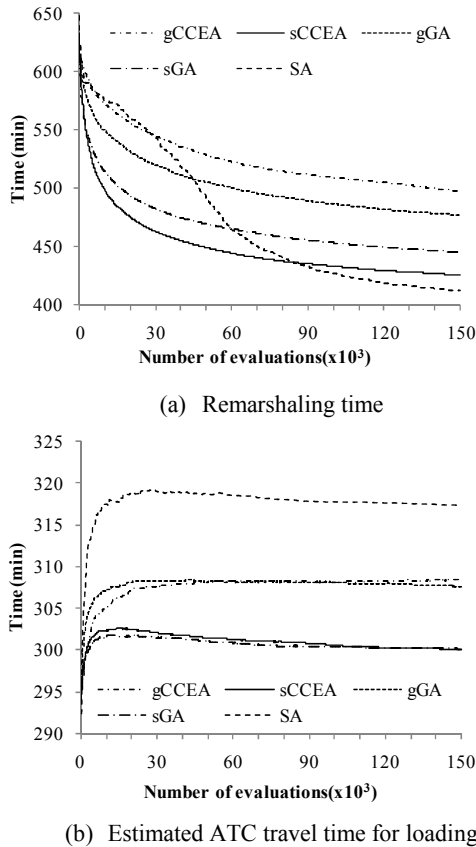 650
600
550
500
450
400
Time (min)
gCCEA sCCEA gGA
sGA SA
0 30 60 90 120 150
Number of evaluations(x10³)
(a) Remarshaling time
325
320
315
310
305
300
295
290
Time (min)
gCCEA sCCEA gGA
sGA SA
0 30 60 90 120 150
Number of evaluations(x10³)
(b) Estimated ATC travel time for loading